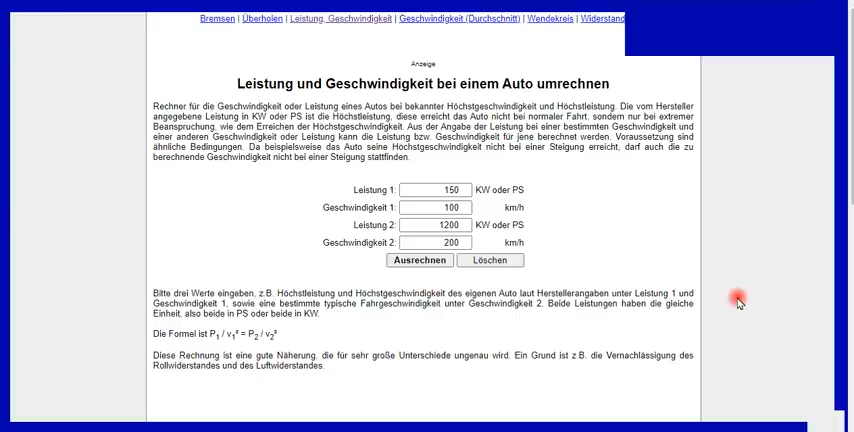 Bremsen | Überholen | Leistung, Geschwindigkeit | Geschwindigkeit (Durchschnitt) | Wendekreis | Widerstand
Anzeige
Leistung und Geschwindigkeit bei einem Auto umrechnen
Rechner für die Geschwindigkeit oder Leistung eines Autos bei bekannter Höchstgeschwindigkeit und Höchstleistung. Die vom Hersteller
angegebene Leistung in KW oder PS ist die Höchstleistung, diese erreicht das Auto nicht bei normaler Fahrt, sondern nur bei extremer
Beanspruchung, wie dem Erreichen der Höchstgeschwindigkeit. Aus der Angabe der Leistung bei einer bestimmten Geschwindigkeit und
einer anderen Geschwindigkeit oder Leistung kann die Leistung bzw. Geschwindigkeit für jene berechnet werden. Voraussetzung sind
ähnliche Bedingungen. Da beispielsweise das Auto seine Höchstgeschwindigkeit nicht bei einer Steigung erreicht, darf auch die zu
berechnende Geschwindigkeit nicht bei einer Steigung stattfinden.
Leistung 1: 150 KW oder PS
Geschwindigkeit 1: 100 km/h
Leistung 2: 1200 KW oder PS
Geschwindigkeit 2: 200 km/h
Ausrechnen Löschen
Bitte drei Werte eingeben, z.B. Höchstleistung und Höchstgeschwindigkeit des eigenen Auto laut Herstellerangaben unter Leistung 1 und
Geschwindigkeit 1, sowie eine bestimmte typische Fahrgeschwindigkeit unter Geschwindigkeit 2. Beide Leistungen haben die gleiche
Einheit, also beide in PS oder beide in KW.
Die Formel ist P₁ / v₁³ = P₂ / v₂³
Diese Rechnung ist eine gute Näherung, die für sehr große Unterschiede ungenau wird. Ein Grund ist z.B. die Vernachlässigung des
Rollwiderstandes und des Luftwiderstandes.